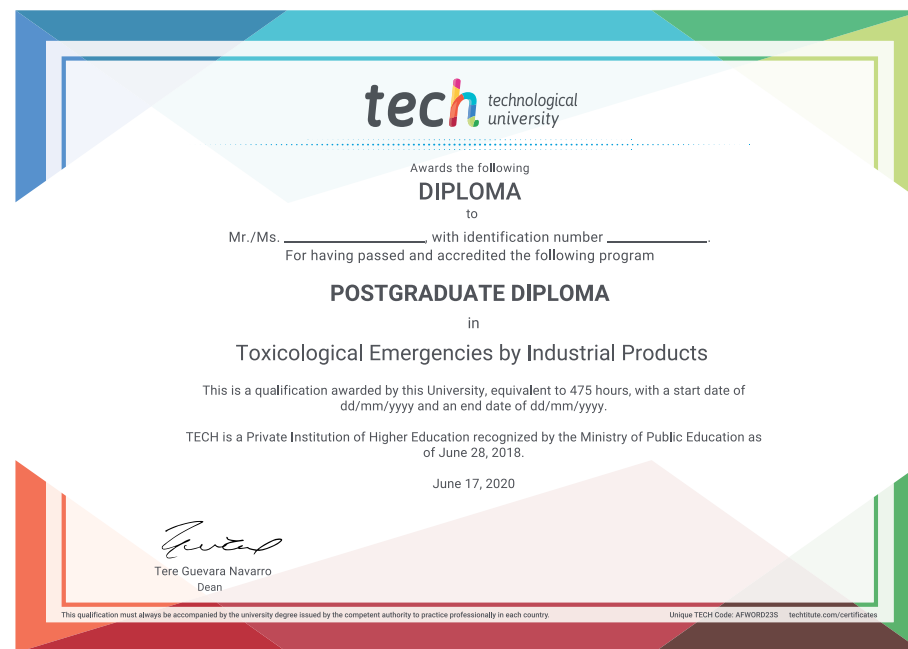 tech technological
university
Awards the following
DIPLOMA
to
Mr./Ms. ____________________, with identification number ______________.
For having passed and accredited the following program
POSTGRADUATE DIPLOMA
in
Toxicological Emergencies by Industrial Products
This is a qualification awarded by this University, equivalent to 475 hours, with a start date of
dd/mm/yyyy and an end date of dd/mm/yyyy.
TECH is a Private Institution of Higher Education recognized by the Ministry of Public Education as
of June 28, 2018.
June 17, 2020
Tere Guevara Navarro
Dean
This qualification must always be accompanied by the university degree issued by the competent authority to practice professionally in each country. Unique TECH Code: AFWORD23S techtitute.com/certificates